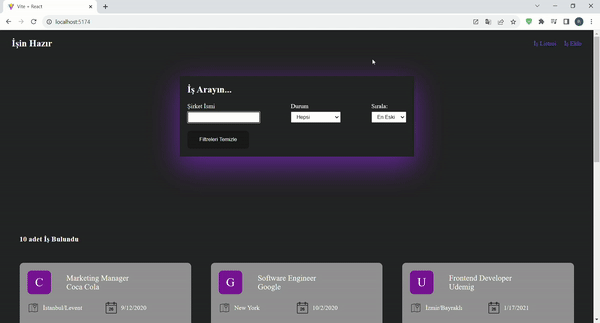 Vite + React
localhost:5174
İşin Hazır
İş Listesi İş Ekle
İş Arayın...
Şirket İsmi Durum Sırala:
Hepsi En Eski
Filtreleri Temizle
10 adet İş Bulundu
C Marketing Manager
Coca Cola
İstanbul/Levent 9/12/2020
G Software Engineer
Google
New York 10/2/2020
U Frontend Developer
Udemig
İzmir/Bayraklı 1/17/2021